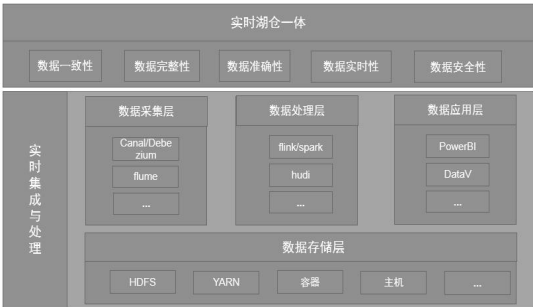 实时湖仓一体
数据一致性 数据完整性 数据准确性 数据实时性 数据安全性
实时集成与处理
数据采集层
Canal/Debe
zium
flume
...
数据处理层
flink/spark
hudi
...
数据应用层
PowerBI
DataV
...
数据存储层
HDFS YARN 容器 主机 ...